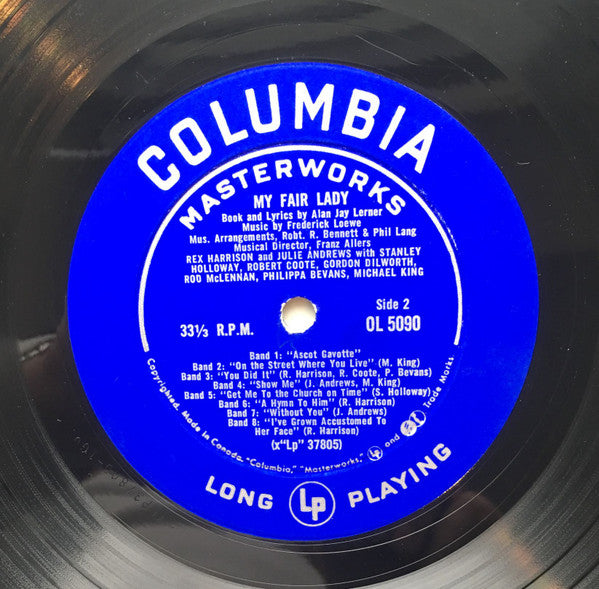 COLUMBIA
MASTERWORKS
MY FAIR LADY
Book and Lyrics by Alan Jay Lerner
Music by Frederick Loewe
Mus. Arrangements, Robt. R. Bennett & Phil Lang
Musical Director, Franz Allers
REX HARRISON and JULIE ANDREWS with STANLEY
HOLLOWAY, ROBERT COOTE, GORDON DILWORTH,
ROD McLENNAN, PHILIPPA BEVANS, MICHAEL KING
Side 2
33⅓ R.P.M.
OL 5090
Band 1: "Ascot Gavotte"
Band 2: "On the Street Where You Live" (M. King)
Band 3: "You Did It" (R. Harrison, R. Coote, P. Bevans)
Band 4: "Show Me" (J. Andrews, M. King)
Band 5: "Get Me To the Church on Time" (S. Holloway)
Band 6: "A Hymn To Him" (R. Harrison)
Band 7: "Without You" (J. Andrews)
Band 8: "I've Grown Accustomed To
Her Face" (R. Harrison)
(x"Lp" 37805)
Copyrighted. Made in Canada. "Columbia," "Masterworks," Lp and Trade Marks
LONG Lp PLAYING